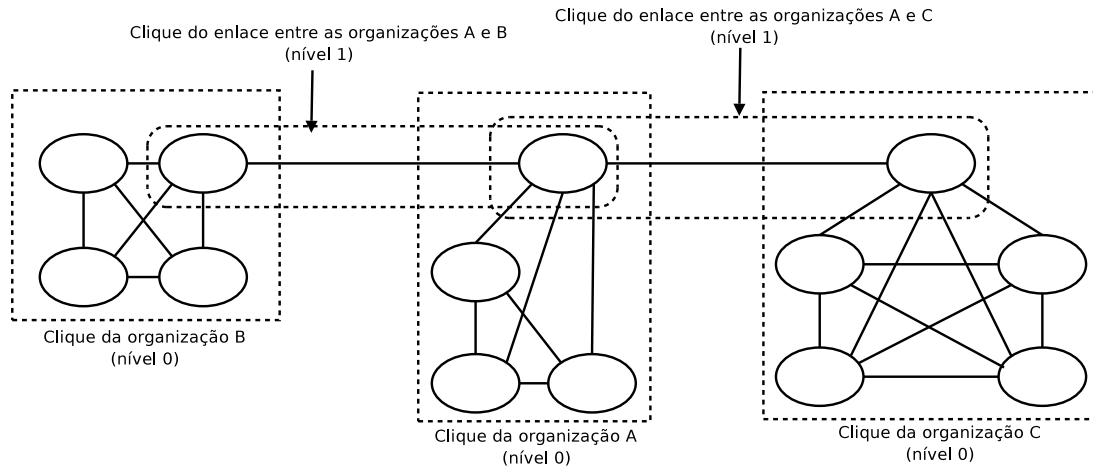 Clique do enlace entre as organizações A e B
(nível 1)
Clique do enlace entre as organizações A e C
(nível 1)
Clique da organização B
(nível 0)
Clique da organização A
(nível 0)
Clique da organização C
(nível 0)